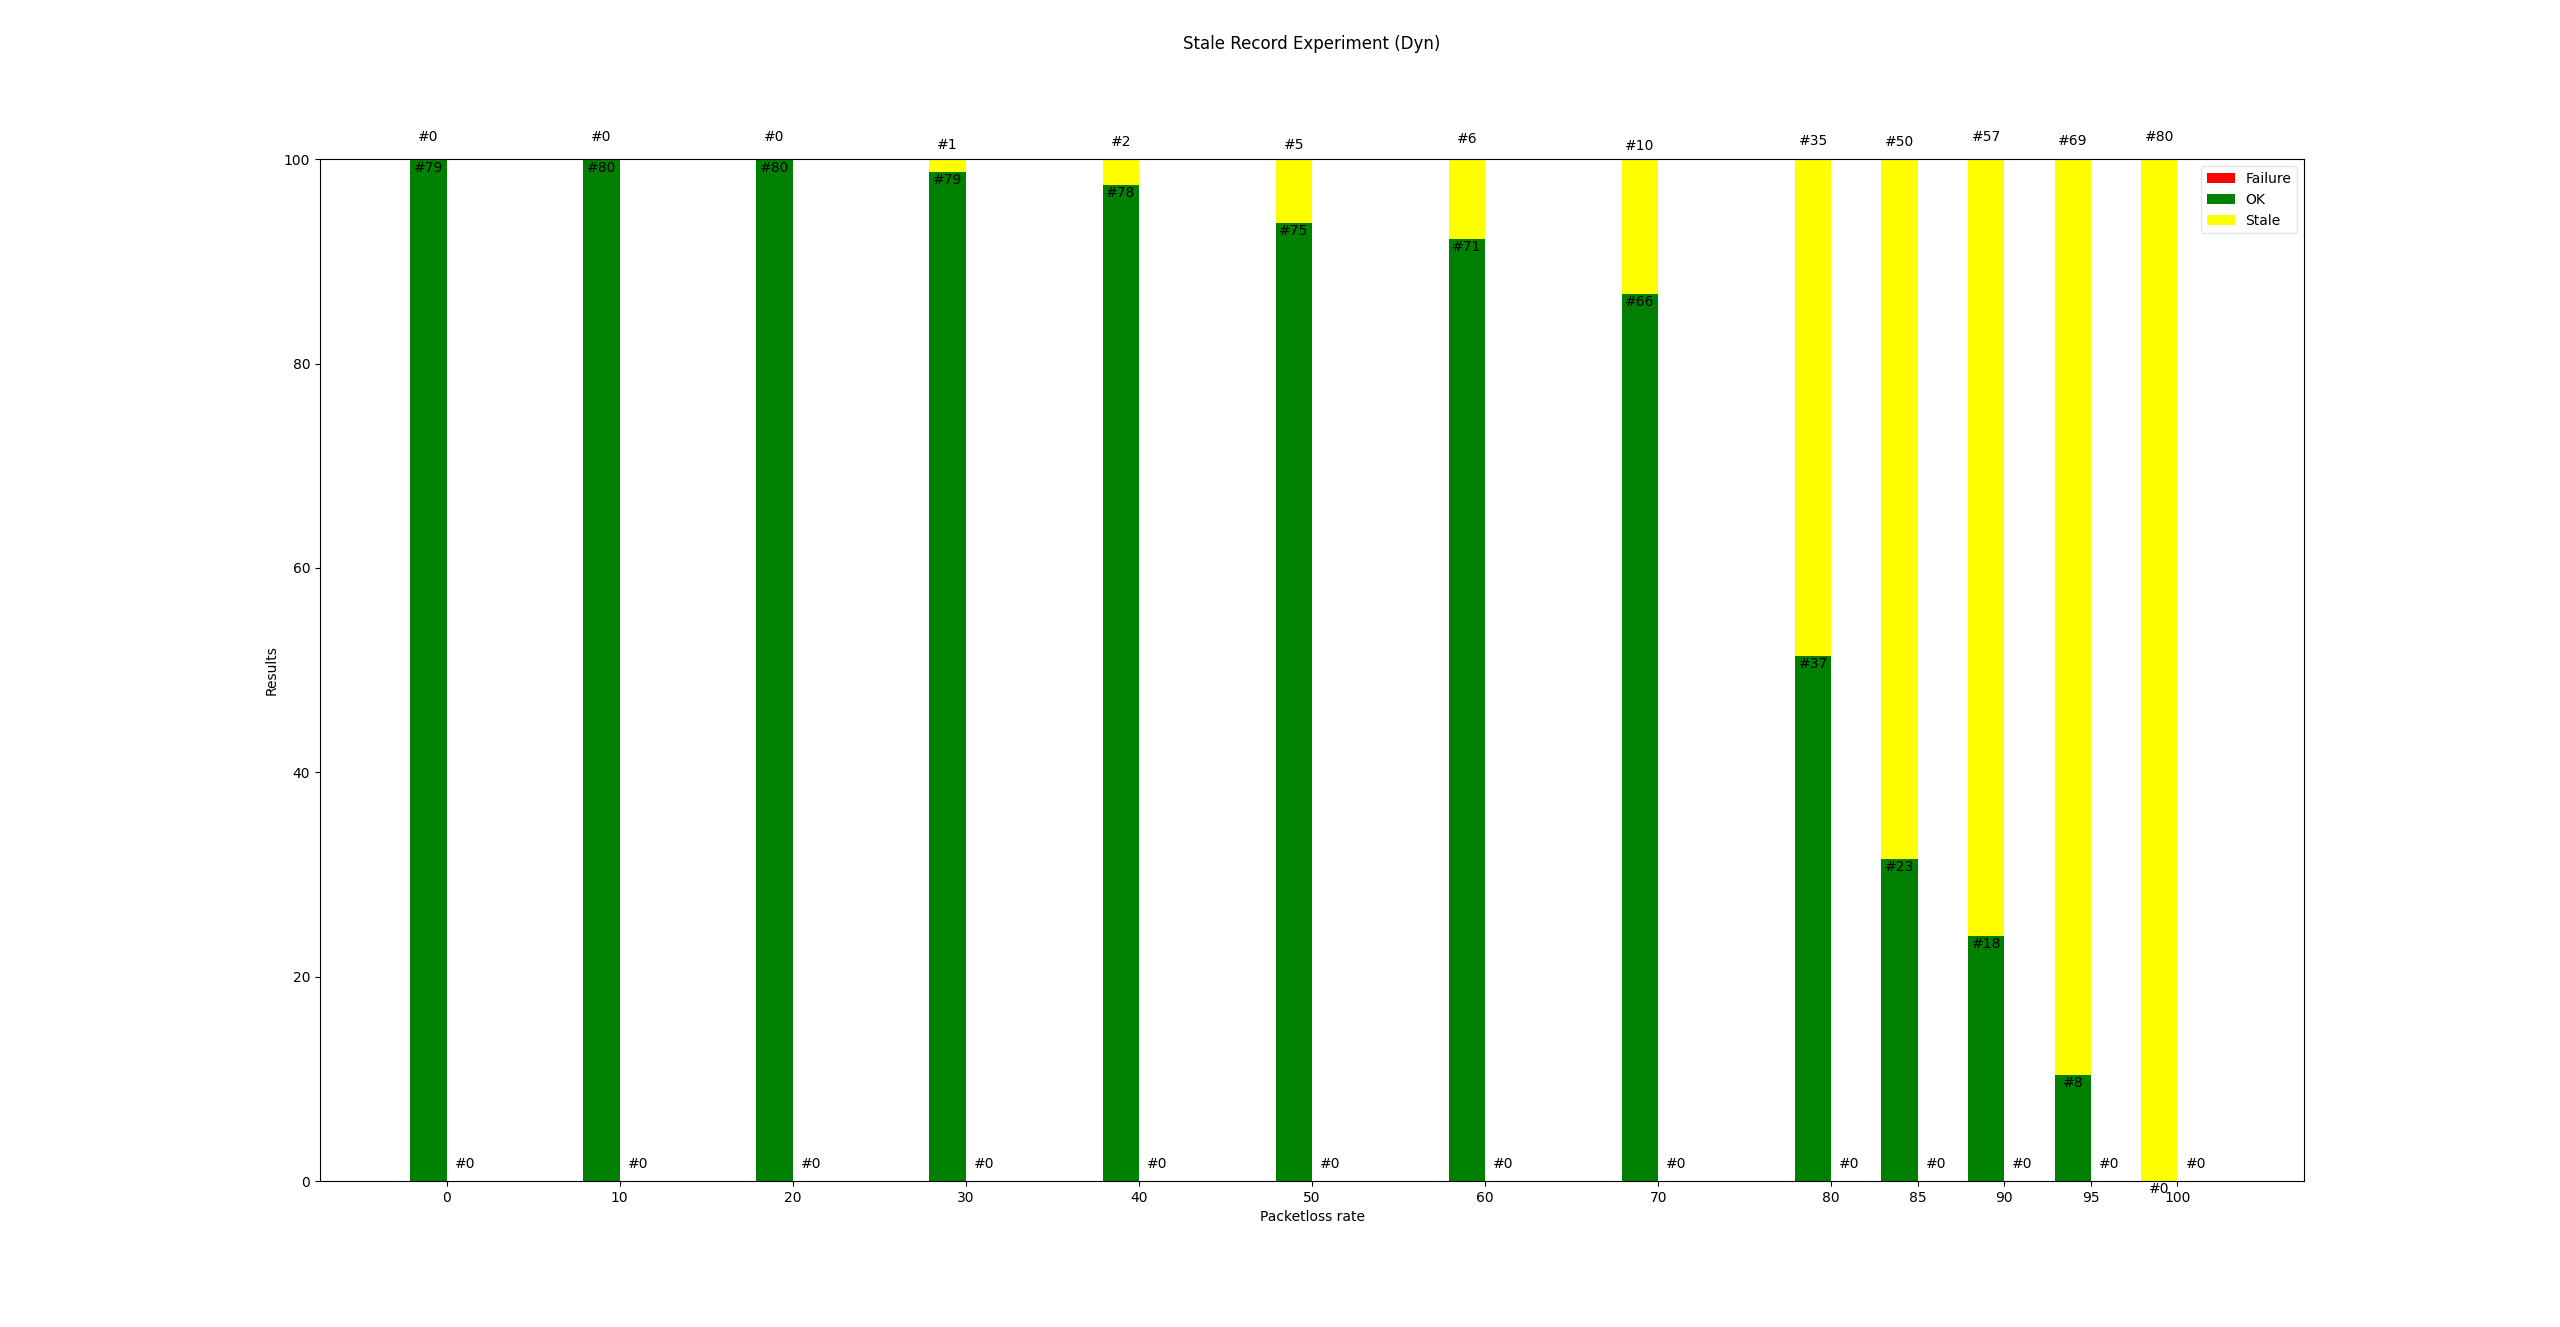 Stale Record Experiment (Dyn)
#0 #0 #0 #1 #2 #5 #6 #10 #35 #50 #57 #69 #80
100
#79 #80 #80 #79 #78 #75 #71 #66 #37 #23 #18 #8 #0
Failure
OK
Stale
80
60
Results
40
20
#0 #0 #0 #0 #0 #0 #0 #0 #0 #0 #0 #0 #0
0
0 10 20 30 40 50 60 70 80 85 90 95 100
Packetloss rate